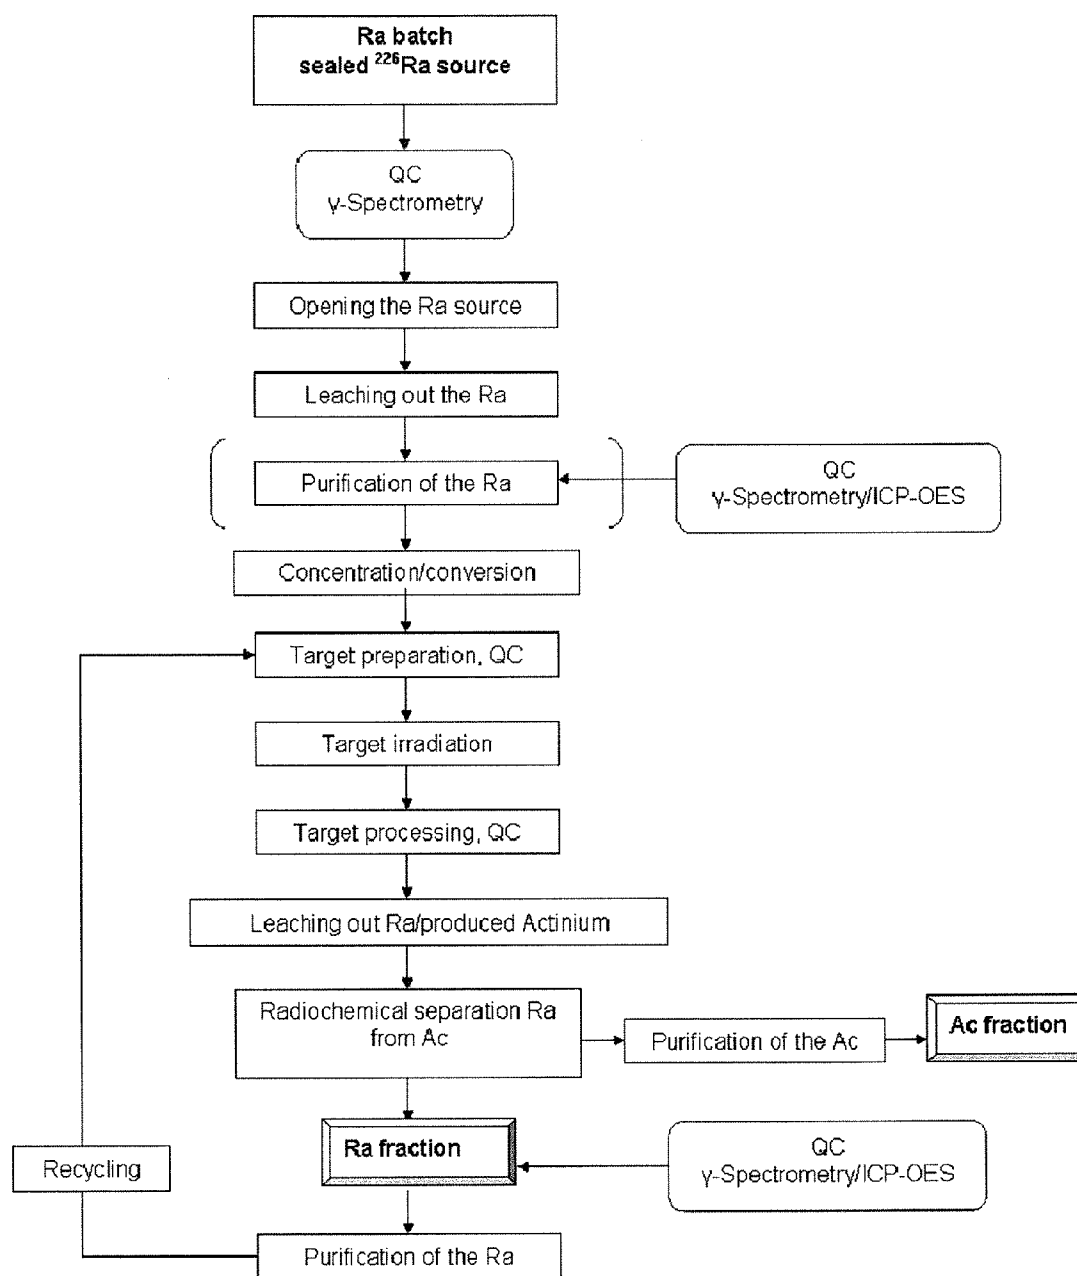 Ra batch
sealed ²²⁶Ra source
QC
γ-Spectrometry
Opening the Ra source
Leaching out the Ra
Purification of the Ra
QC
γ-Spectrometry/ICP-OES
Concentration/conversion
Target preparation, QC
Target irradiation
Target processing, QC
Leaching out Ra/produced Actinium
Radiochemical separation Ra
from Ac
Purification of the Ac
Ac fraction
Ra fraction
QC
γ-Spectrometry/ICP-OES
Recycling
Purification of the Ra